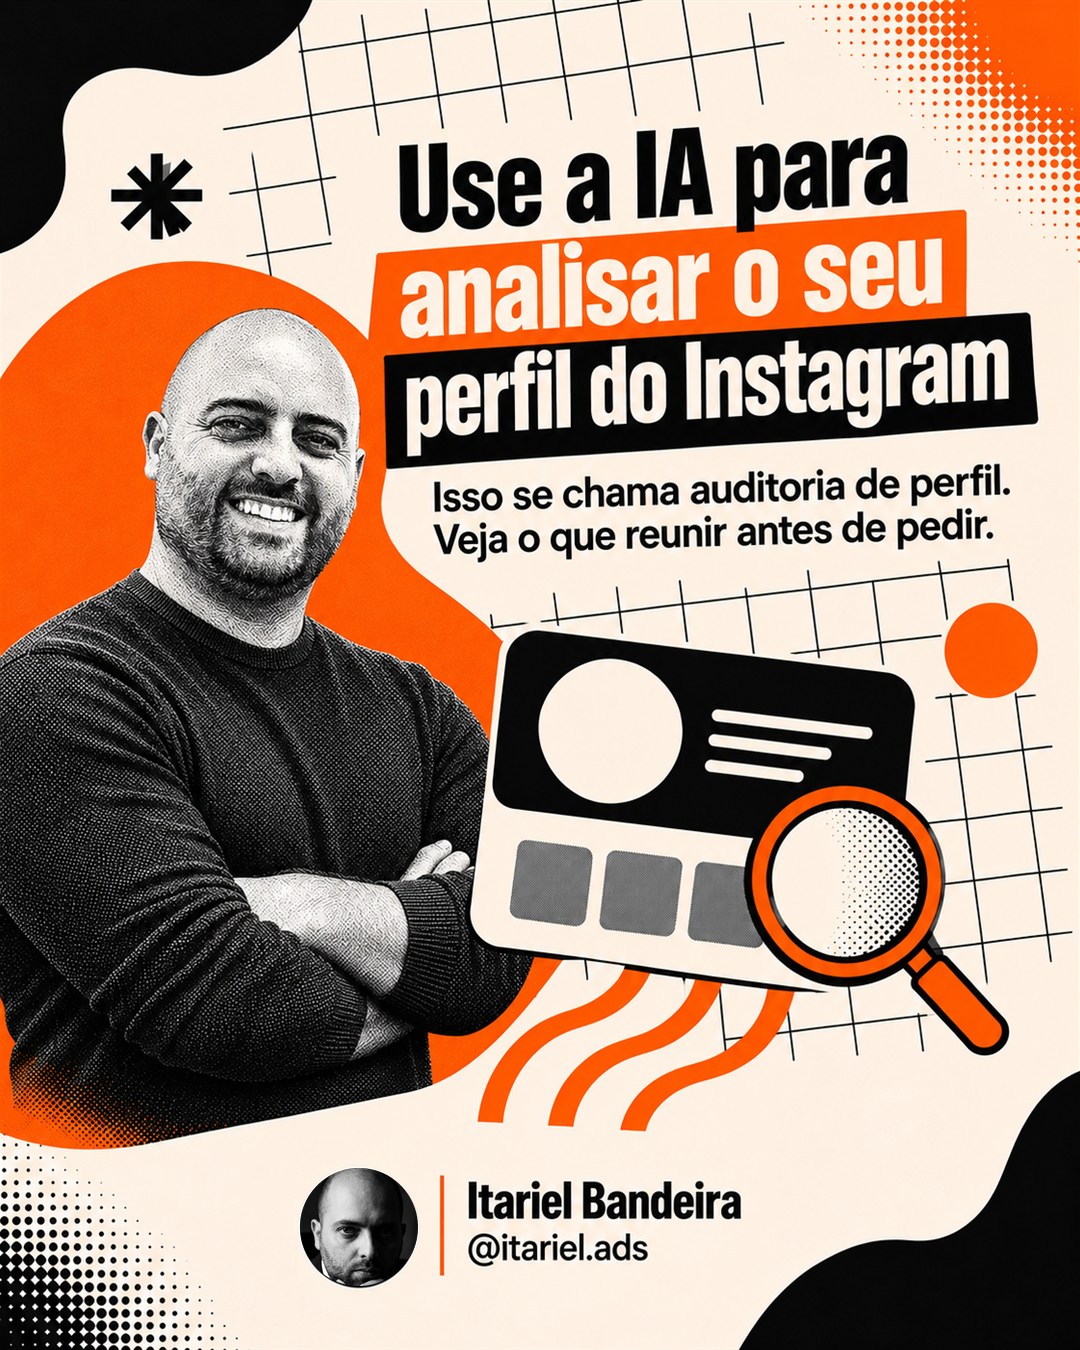 Use a IA para
analisar o seu
perfil do Instagram
Isso se chama auditoria de perfil.
Veja o que reunir antes de pedir.
Itariel Bandeira
@itariel.ads